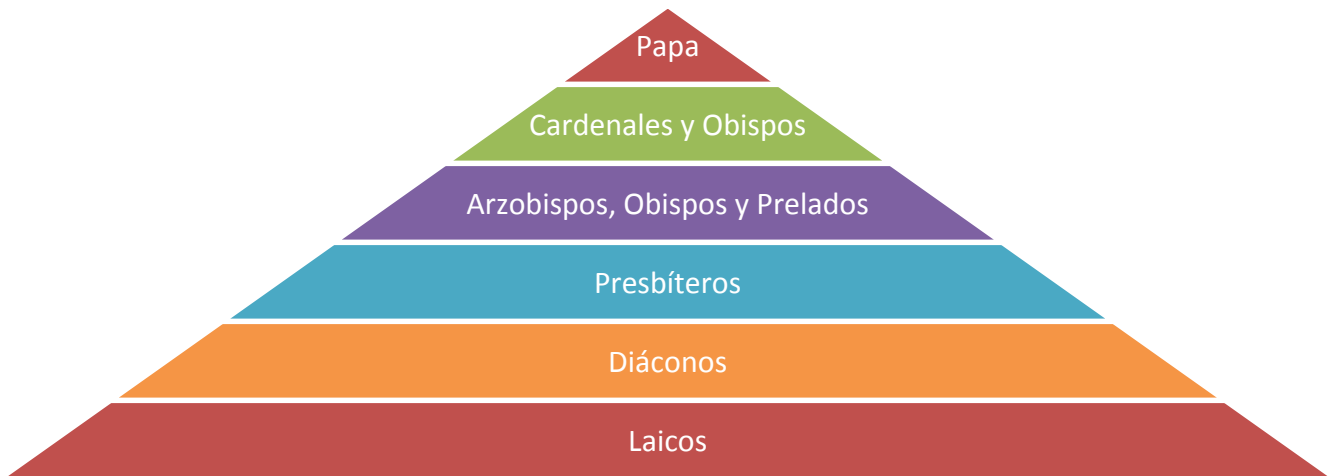 Papa
Cardenales y Obispos
Arzobispos, Obispos y Prelados
Presbíteros
Diáconos
Laicos